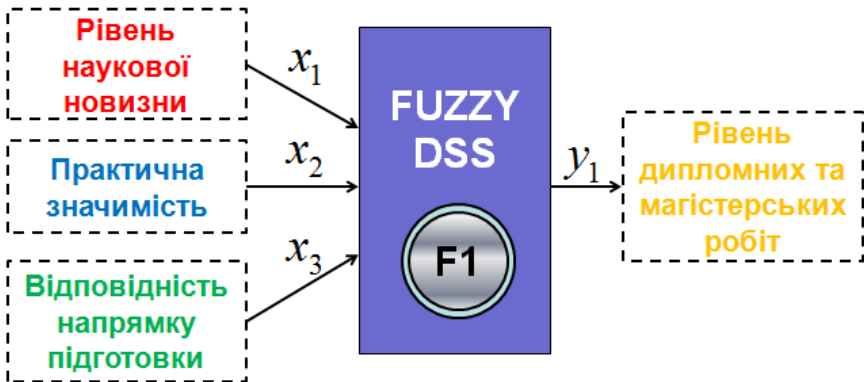 Рівень
наукової
новизни
x1
Практична
значимість
x2
Відповідність
напрямку
підготовки
x3
FUZZY
DSS
F1
y1
Рівень
дипломних та
магістерських
робіт